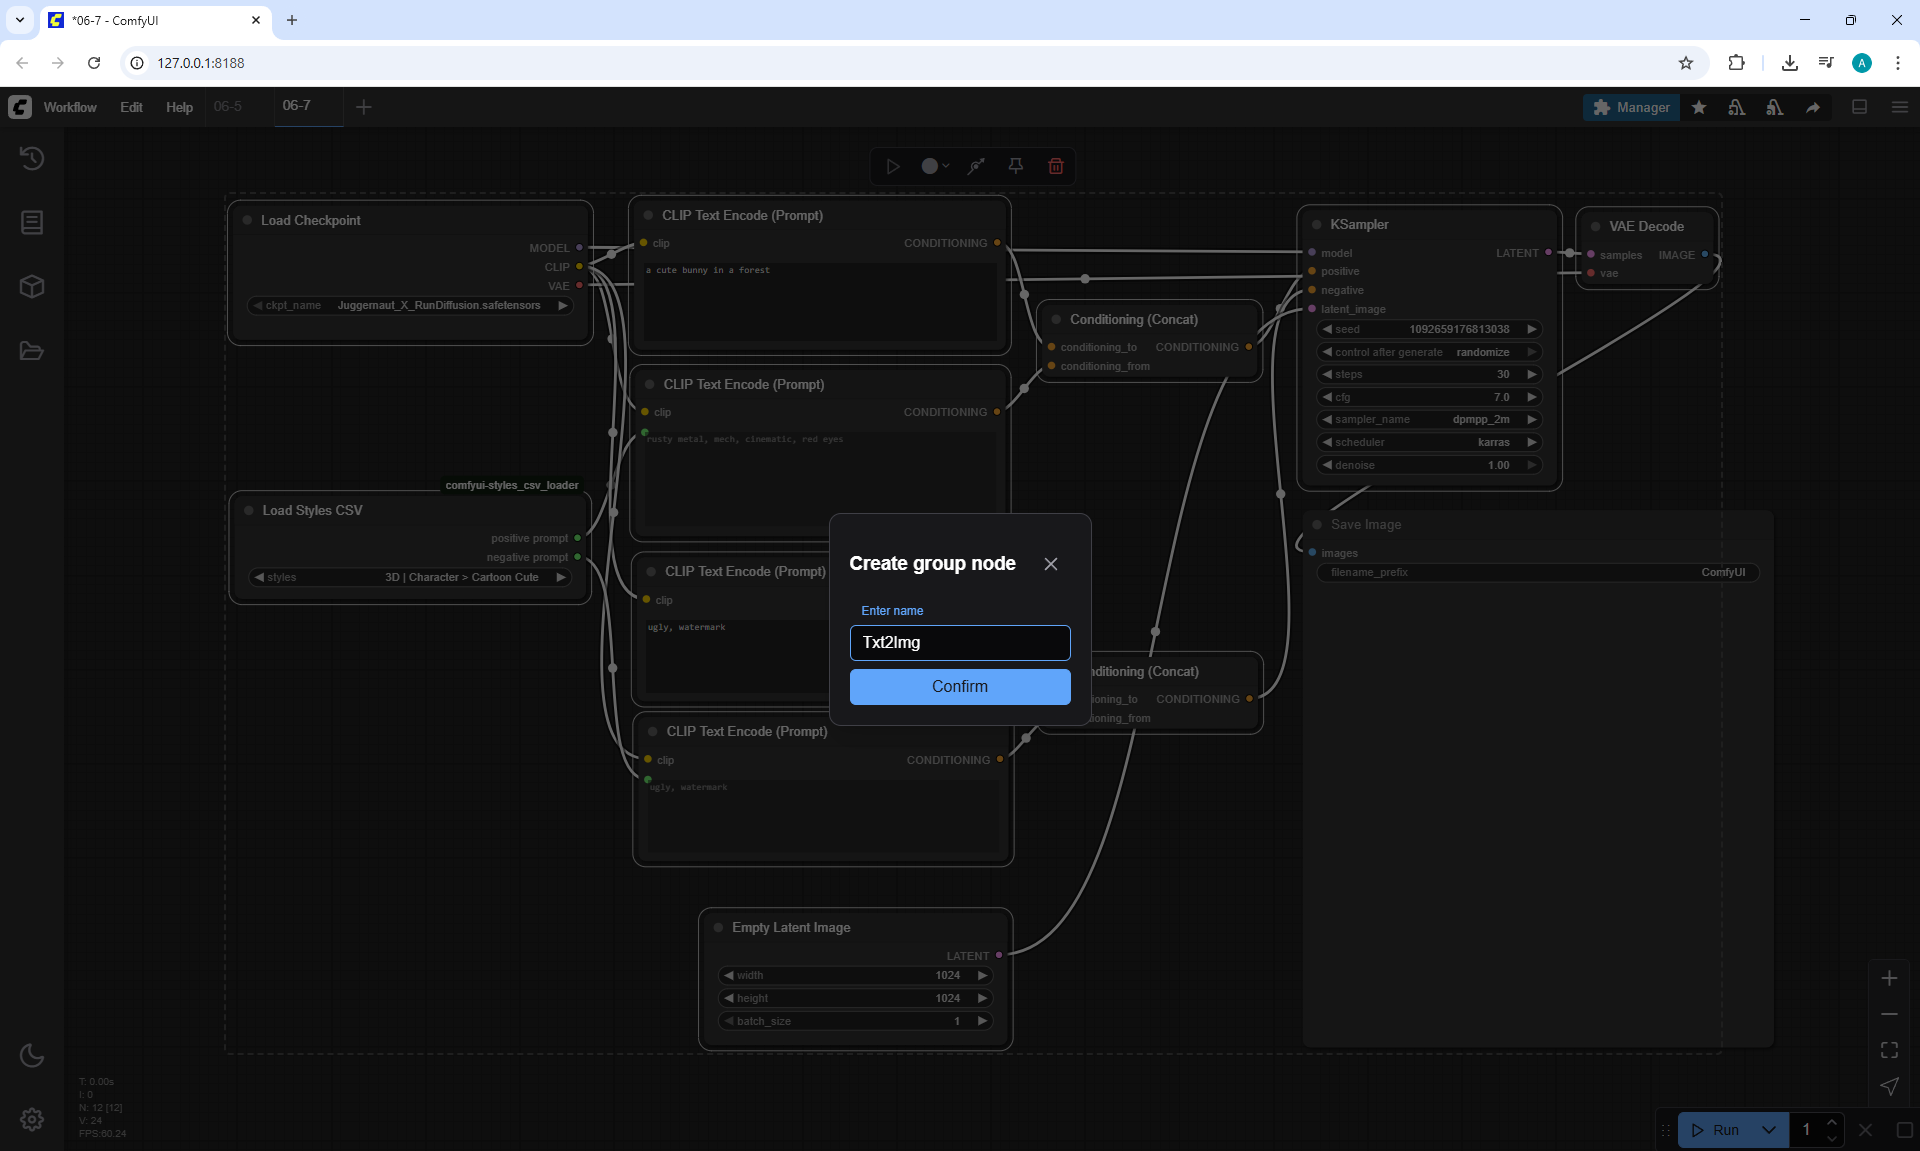 *06-7 - ComfyUI
127.0.0.1:8188
A
Workflow
Edit
Help
06-5
06-7
Manager
Load Checkpoint
MODEL
CLIP
VAE
ckpt_name
Juggernaut_X_RunDiffusion.safetensors
CLIP Text Encode (Prompt)
clip
CONDITIONING
a cute bunny in a forest
CLIP Text Encode (Prompt)
clip
CONDITIONING
rusty metal, mech, cinematic, red eyes
Conditioning (Concat)
conditioning_to
CONDITIONING
conditioning_from
KSampler
model
LATENT
positive
negative
latent_image
seed
1092659176813038
control after generate
randomize
steps
30
cfg
7.0
sampler_name
dpmpp_2m
scheduler
karras
denoise
1.00
VAE Decode
samples
IMAGE
vae
comfyui-styles_csv_loader
Load Styles CSV
positive prompt
negative prompt
styles
3D | Character > Cartoon Cute
CLIP Text Encode (Prompt)
clip
ugly, watermark
Create group node
Enter name
Txt2Img
Confirm
nditioning (Concat)
ioning_to
CONDITIONING
ioning_from
Save Image
images
filename_prefix
ComfyUI
CLIP Text Encode (Prompt)
clip
CONDITIONING
ugly, watermark
Empty Latent Image
LATENT
width
1024
height
1024
batch_size
1
T: 0.00s
I: 0
N: 12 [12]
V: 24
FPS:60.24
Run
1